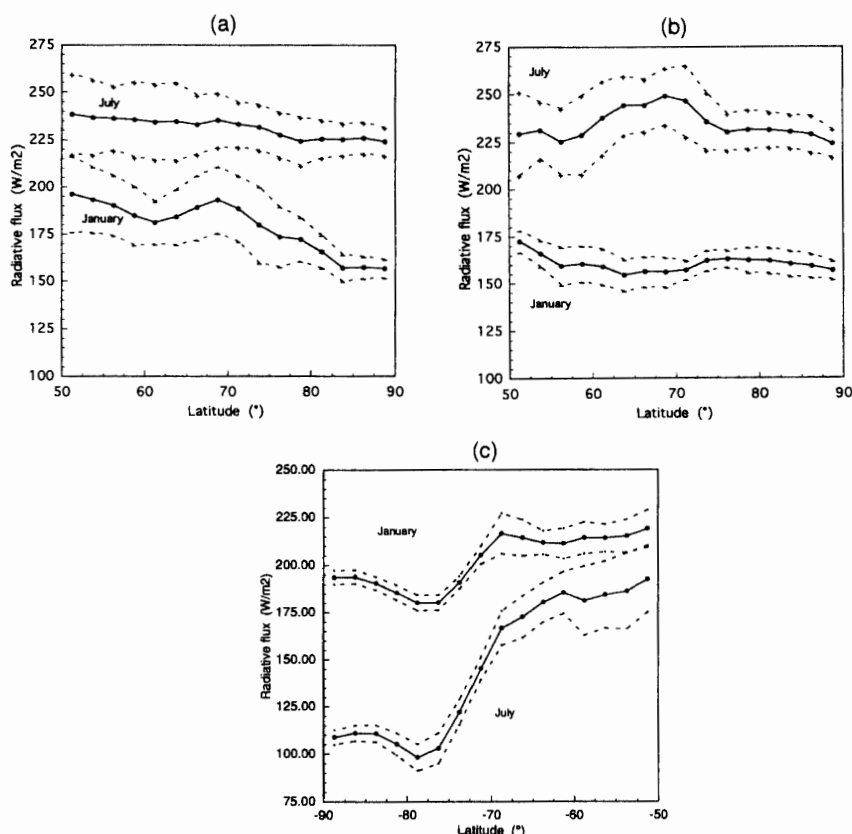 (a)
275
250
225
200
175
150
125
100
50
60
70
80
90
Radiative flux (W/m2)
Latitude (°)
July
January
(b)
275
250
225
200
175
150
125
100
50
60
70
80
90
Radiative flux (W/m2)
Latitude (°)
July
January
(c)
250.00
225.00
200.00
175.00
150.00
125.00
100.00
75.00
-90
-80
-70
-60
-50
Radiative flux (W/m2)
Latitude (°)
January
July